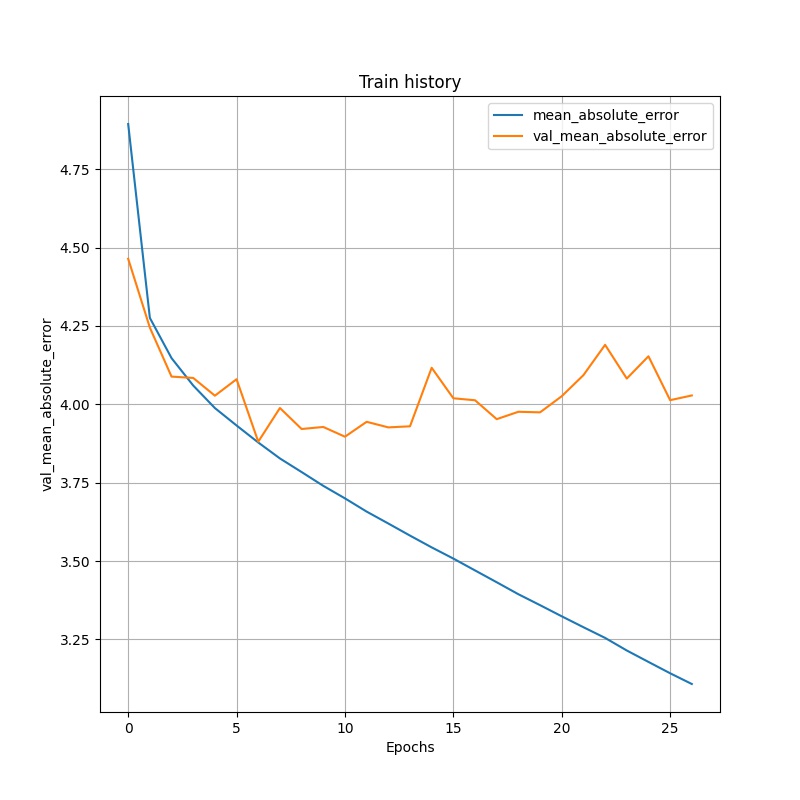 Train history
mean_absolute_error
val_mean_absolute_error
val_mean_absolute_error
4.75
4.50
4.25
4.00
3.75
3.50
3.25
0 5 10 15 20 25
Epochs